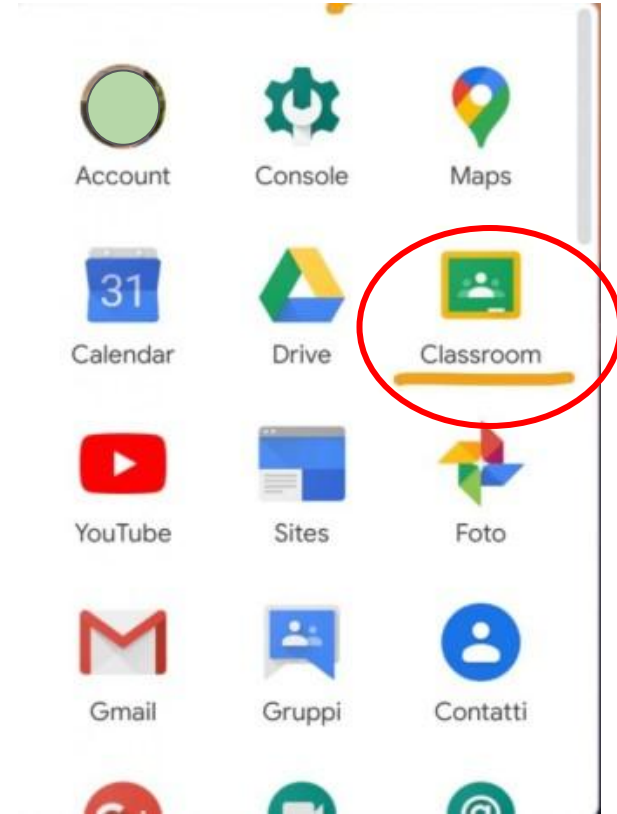 Account Console Maps
31
Calendar Drive Classroom
YouTube Sites Foto
Gmail Gruppi Contatti